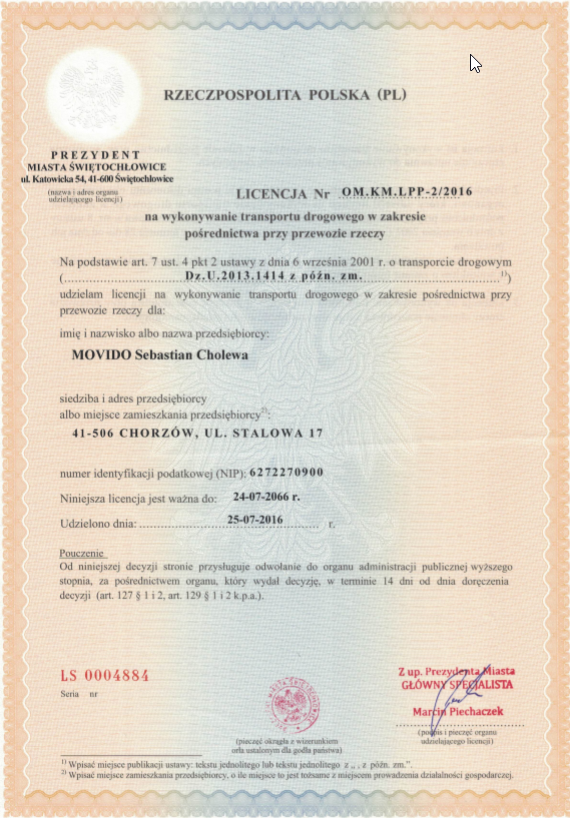 RZECZPOSPOLITA POLSKA (PL)
PREZYDENT
MIASTA ŚWIĘTOCHŁOWICE
ul. Katowicka 54, 41-600 Świętochłowice
(nazwa i adres organu
udzielającego licencji)
LICENCJA Nr OM.KM.LPP-2/2016
na wykonywanie transportu drogowego w zakresie
pośrednictwa przy przewozie rzeczy
Na podstawie art. 7 ust. 4 pkt 2 ustawy z dnia 6 września 2001 r. o transporcie drogowym
(Dz.U.2013.1414 z późn. zm. 1))
udzielam licencji na wykonywanie transportu drogowego w zakresie pośrednictwa przy
przewozie rzeczy dla:
imię i nazwisko albo nazwa przedsiębiorcy:
MOVIDO Sebastian Cholewa
siedziba i adres przedsiębiorcy
albo miejsce zamieszkania przedsiębiorcy2):
41-506 CHORZÓW, UL. STALOWA 17
numer identyfikacji podatkowej (NIP): 6272270900
Niniejsza licencja jest ważna do: 24-07-2066 r.
Udzielono dnia: 25-07-2016 r.
Pouczenie
Od niniejszej decyzji stronie przysługuje odwołanie do organu administracji publicznej wyższego
stopnia, za pośrednictwem organu, który wydał decyzję, w terminie 14 dni od dnia doręczenia
decyzji (art. 127 § 1 i 2, art. 129 § 1 i 2 k.p.a.).
LS 0004884
Seria nr
Z up. Prezydenta Miasta
GŁÓWNY SPECJALISTA
Marcin Piechaczek
(podpis i pieczęć organu
udzielającego licencji)
(pieczęć okrągła z wizerunkiem
orła ustalonym dla godła państwa)
1) Wpisać miejsce publikacji ustawy: tekstu jednolitego lub tekstu jednolitego z „ , z późn. zm.”.
2) Wpisać miejsce zamieszkania przedsiębiorcy, o ile miejsce to jest tożsame z miejscem prowadzenia działalności gospodarczej.